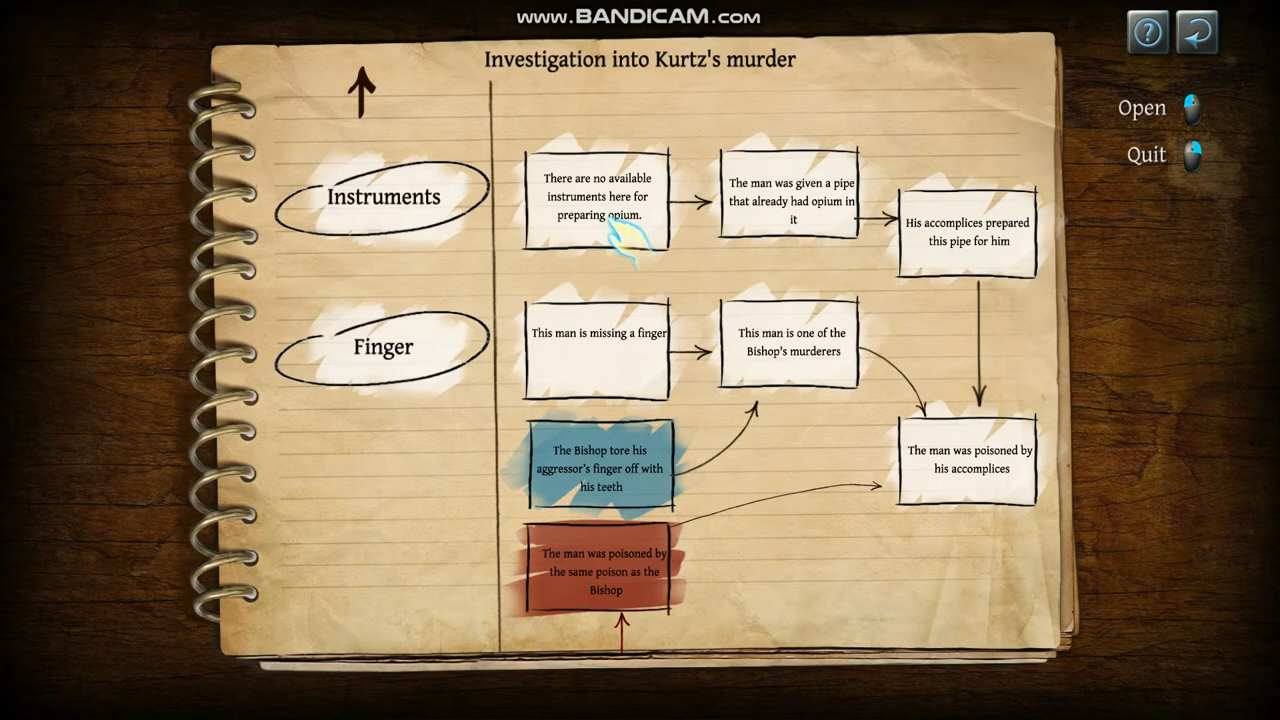 www.BANDICAM.com
Investigation into Kurtz's murder
?
Open
Quit
Instruments
There are no available
instruments here for
preparing opium.
The man was given a pipe
that already had opium in
it
His accomplices prepared
this pipe for him
Finger
This man is missing a finger
This man is one of the
Bishop's murderers
The Bishop tore his
aggressor's finger off with
his teeth
The man was poisoned by
his accomplices
The man was poisoned by
the same poison as the
Bishop